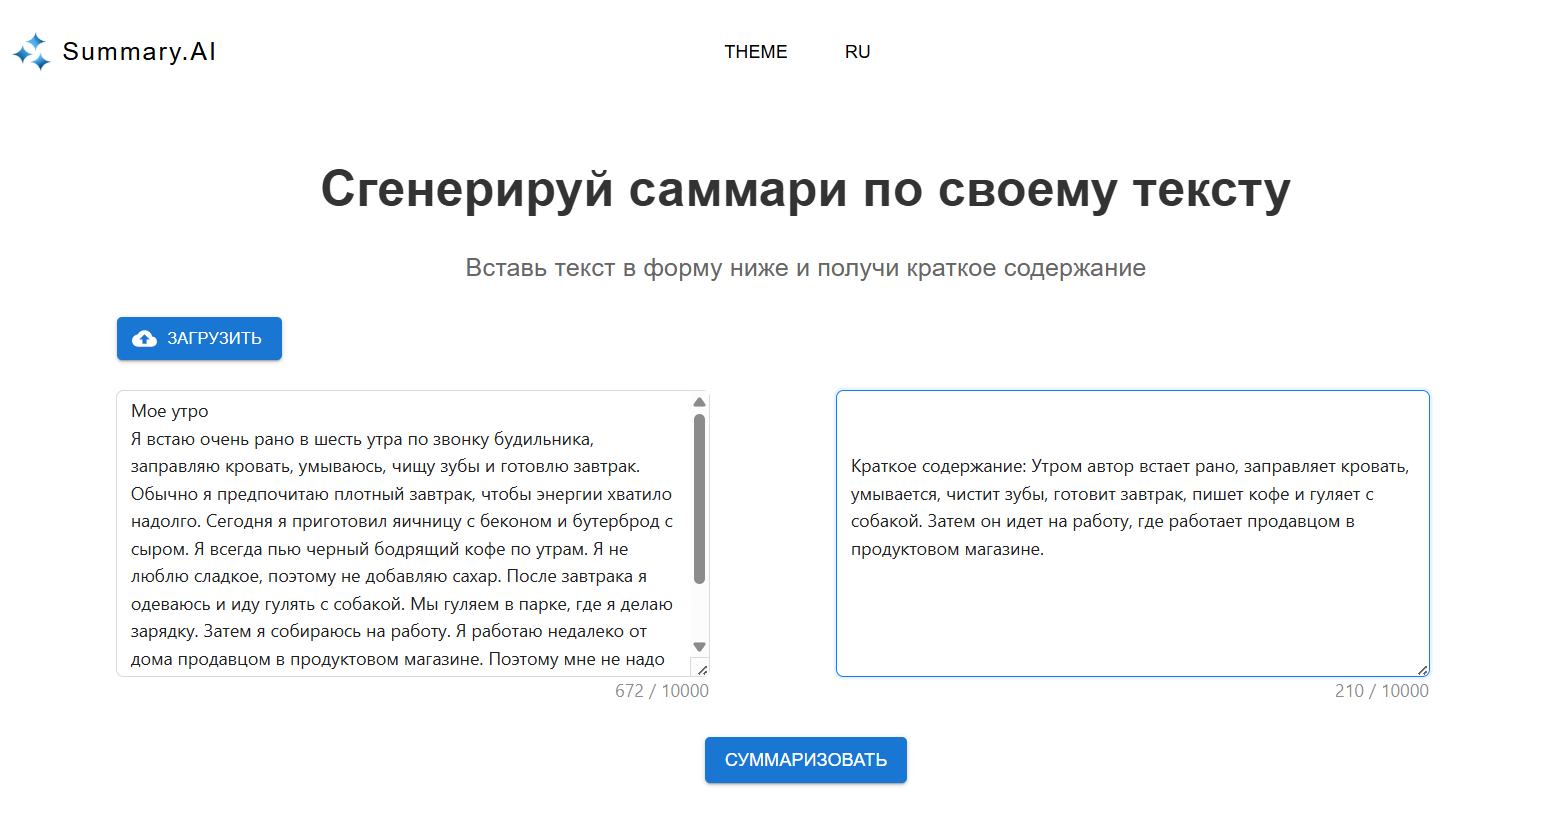 Summary.AI
THEME
RU
Сгенерируй саммари по своему тексту
Вставь текст в форму ниже и получи краткое содержание
ЗАГРУЗИТЬ
Мое утро
Я встаю очень рано в шесть утра по звонку будильника,
заправляю кровать, умываюсь, чищу зубы и готовлю завтрак.
Обычно я предпочитаю плотный завтрак, чтобы энергии хватило
надолго. Сегодня я приготовил яичницу с беконом и бутерброд с
сыром. Я всегда пью черный бодрящий кофе по утрам. Я не
люблю сладкое, поэтому не добавляю сахар. После завтрака я
одеваюсь и иду гулять с собакой. Мы гуляем в парке, где я делаю
зарядку. Затем я собираюсь на работу. Я работаю недалеко от
дома продавцом в продуктовом магазине. Поэтому мне не надо
672 / 10000
Краткое содержание: Утром автор встает рано, заправляет кровать,
умывается, чистит зубы, готовит завтрак, пишет кофе и гуляет с
собакой. Затем он идет на работу, где работает продавцом в
продуктовом магазине.
210 / 10000
СУММАРИЗОВАТЬ